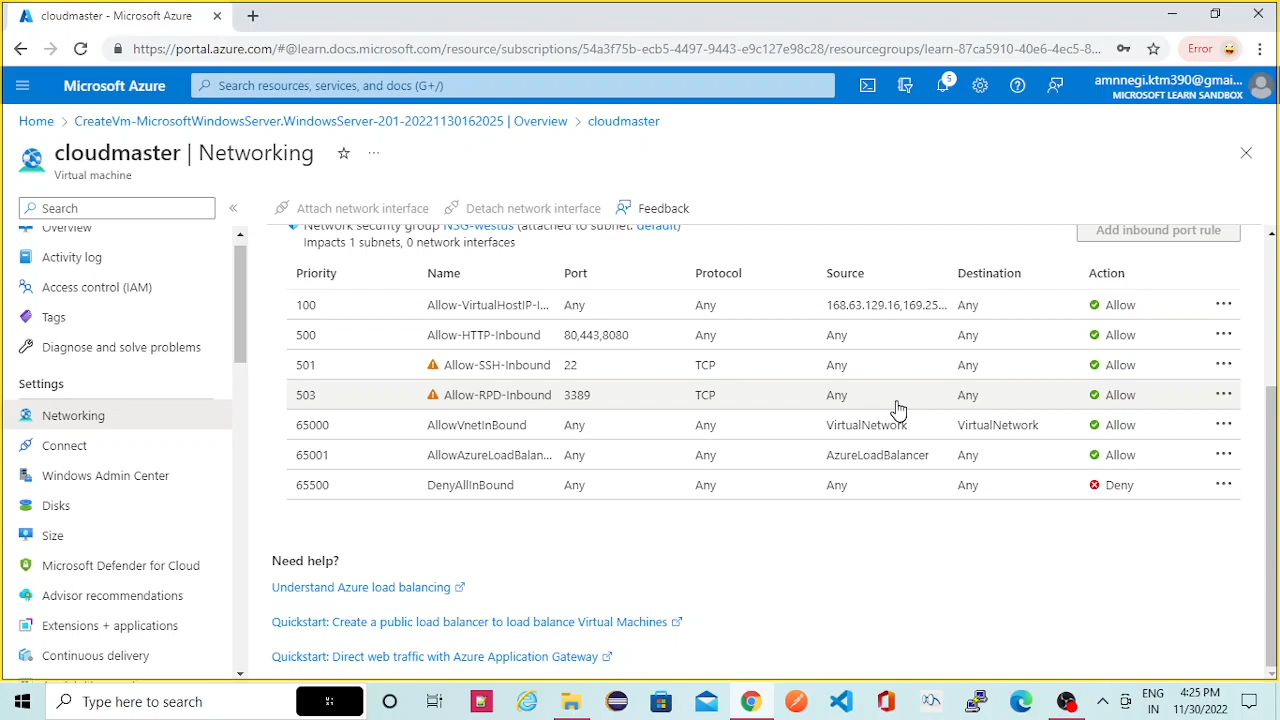 cloudmaster - Microsoft Azure
https://portal.azure.com/#@learn.docs.microsoft.com/resource/subscriptions/54a3f75b-ecb5-4497-9443-e9c127e98c28/resourcegroups/learn-87ca5910-40e6-4ec5-8...
Error
Microsoft Azure
Search resources, services, and docs (G+/)
5
amnnegi.ktm390@gmai...
MICROSOFT LEARN SANDBOX
Home > CreateVm-MicrosoftWindowsServer.WindowsServer-201-20221130162025 | Overview > cloudmaster
cloudmaster | Networking
Virtual machine
Search
Attach network interface Detach network interface Feedback
Overview
Activity log
Access control (IAM)
Tags
Diagnose and solve problems
Settings
Networking
Connect
Windows Admin Center
Disks
Size
Microsoft Defender for Cloud
Advisor recommendations
Extensions + applications
Continuous delivery
Network security group NSG-westus (attached to subnet: default)
Impacts 1 subnets, 0 network interfaces
Add inbound port rule
Priority Name Port Protocol Source Destination Action
100 Allow-VirtualHostIP-I... Any Any 168.63.129.16,169.25... Any Allow
500 Allow-HTTP-Inbound 80,443,8080 Any Any Any Allow
501 Allow-SSH-Inbound 22 TCP Any Any Allow
503 Allow-RPD-Inbound 3389 TCP Any Any Allow
65000 AllowVnetInBound Any Any VirtualNetwork VirtualNetwork Allow
65001 AllowAzureLoadBalan... Any Any AzureLoadBalancer Any Allow
65500 DenyAllInBound Any Any Any Any Deny
Need help?
Understand Azure load balancing
Quickstart: Create a public load balancer to load balance Virtual Machines
Quickstart: Direct web traffic with Azure Application Gateway
Type here to search
ENG
IN
4:25 PM
11/30/2022